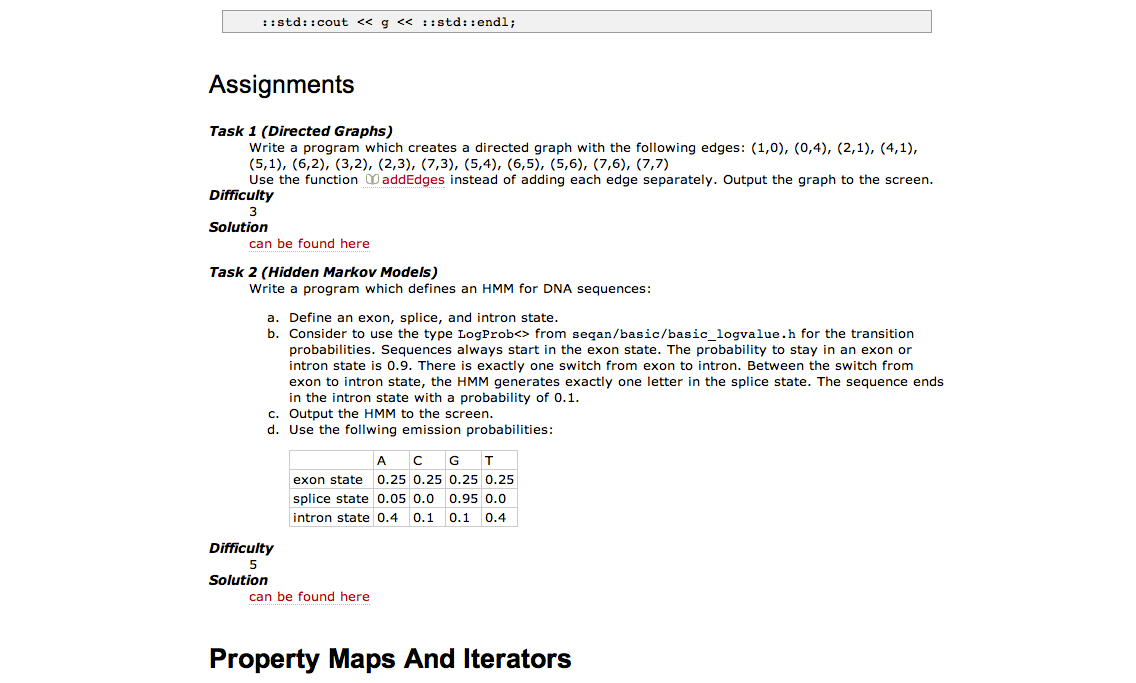 ::std::cout << g << ::std::endl;
Assignments
Task 1 (Directed Graphs)
Write a program which creates a directed graph with the following edges: (1,0), (0,4), (2,1), (4,1),
(5,1), (6,2), (3,2), (2,3), (7,3), (5,4), (6,5), (5,6), (7,6), (7,7)
Use the function addEdges instead of adding each edge separately. Output the graph to the screen.
Difficulty
3
Solution
can be found here
Task 2 (Hidden Markov Models)
Write a program which defines an HMM for DNA sequences:
a. Define an exon, splice, and intron state.
b. Consider to use the type LogProb<> from seqan/basic/basic_logvalue.h for the transition
probabilities. Sequences always start in the exon state. The probability to stay in an exon or
intron state is 0.9. There is exactly one switch from exon to intron. Between the switch from
exon to intron state, the HMM generates exactly one letter in the splice state. The sequence ends
in the intron state with a probability of 0.1.
c. Output the HMM to the screen.
d. Use the follwing emission probabilities:
A C G T
exon state 0.25 0.25 0.25 0.25
splice state 0.05 0.0 0.95 0.0
intron state 0.4 0.1 0.1 0.4
Difficulty
5
Solution
can be found here
Property Maps And Iterators